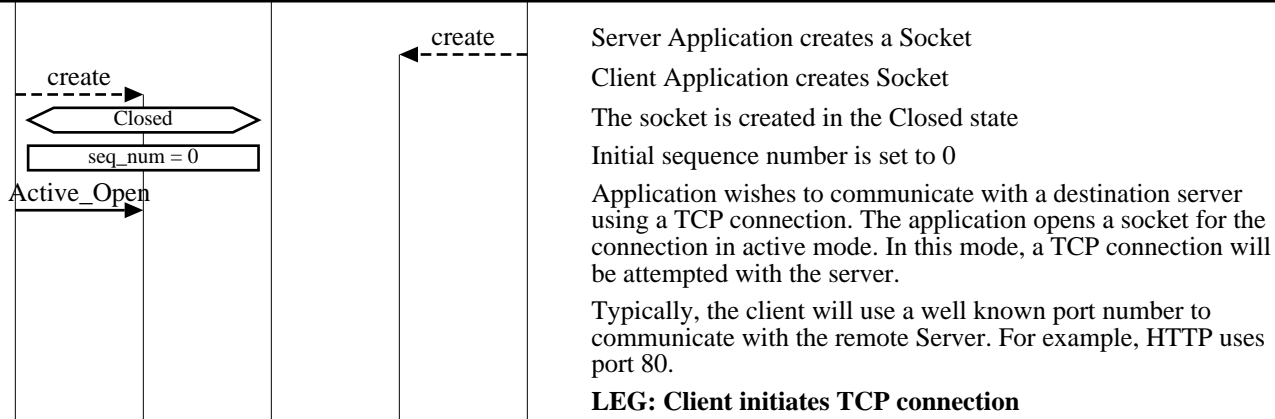 create
Server Application creates a Socket
create
Client Application creates Socket
Closed
The socket is created in the Closed state
seq_num = 0
Initial sequence number is set to 0
Active_Open
Application wishes to communicate with a destination server
using a TCP connection. The application opens a socket for the
connection in active mode. In this mode, a TCP connection will
be attempted with the server.
Typically, the client will use a well known port number to
communicate with the remote Server. For example, HTTP uses
port 80.
LEG: Client initiates TCP connection